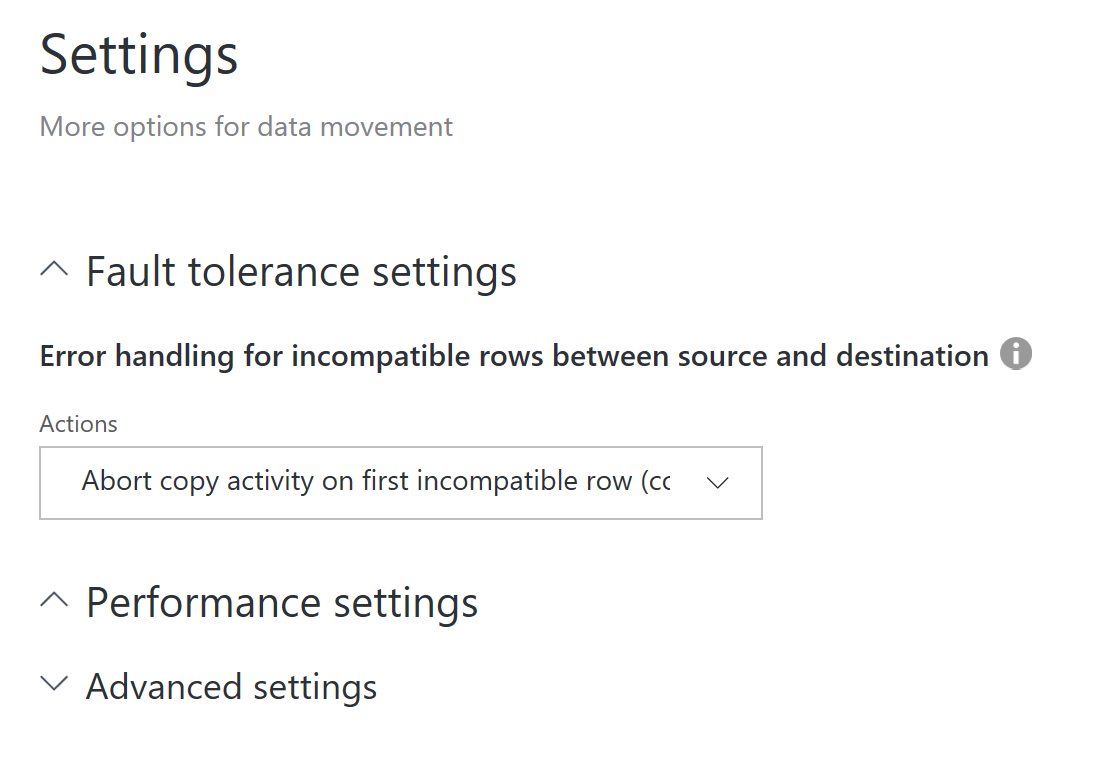 Settings
More options for data movement
Fault tolerance settings
Error handling for incompatible rows between source and destination
Actions
Abort copy activity on first incompatible row (co
Performance settings
Advanced settings